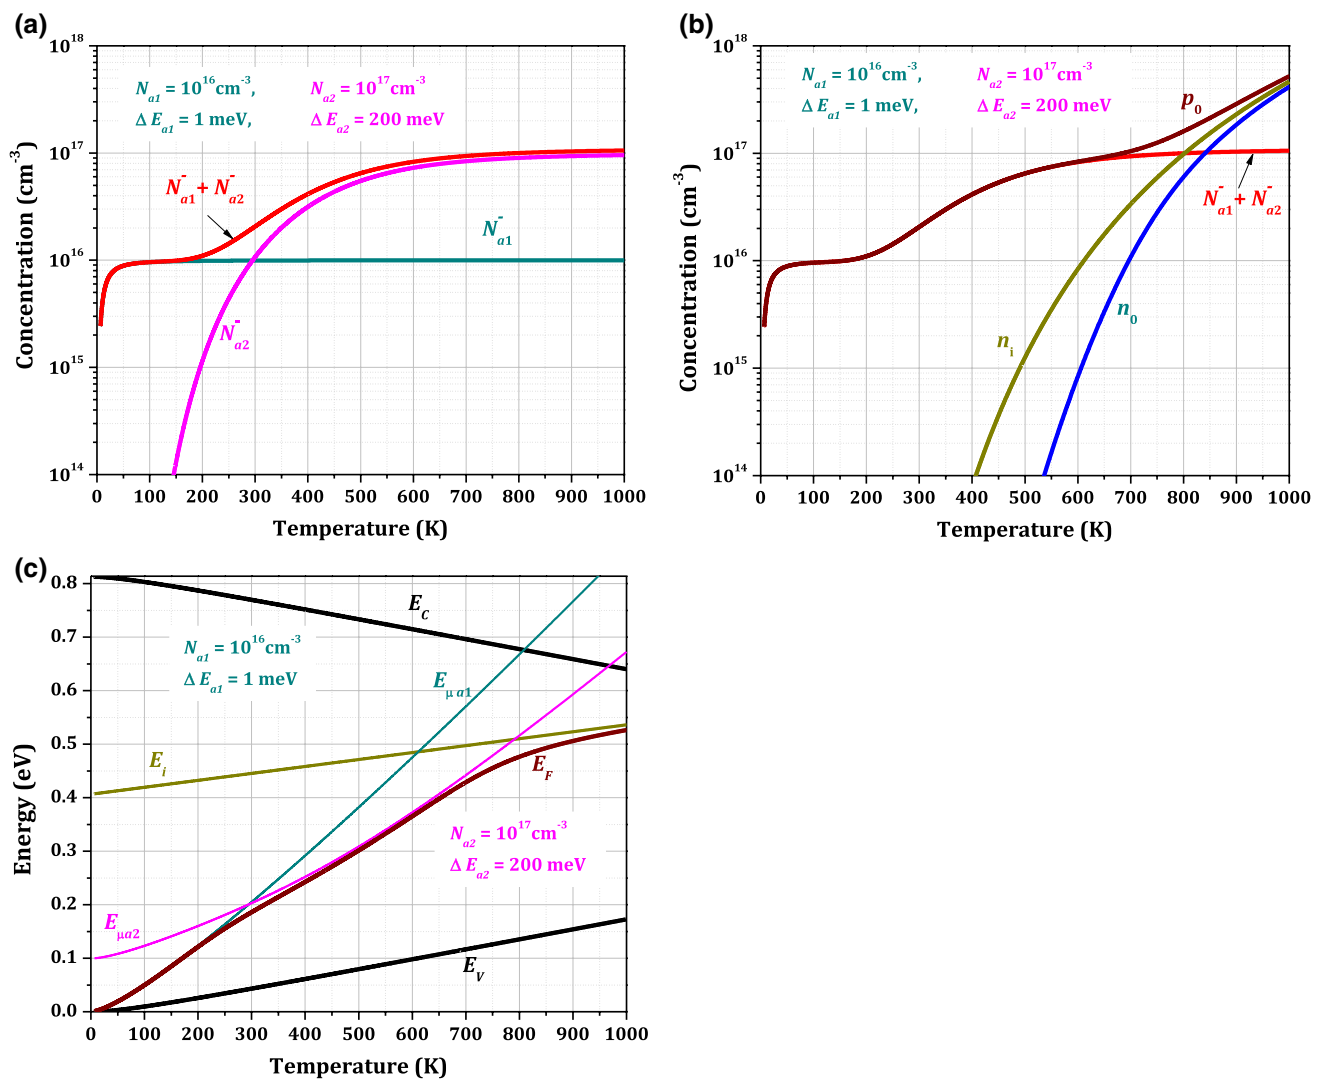 (a)
10^18
10^17
10^16
10^15
10^14
Concentration (cm^-3)
N_a1 = 10^16 cm^-3, N_a2 = 10^17 cm^-3
Δ E_a1 = 1 meV, Δ E_a2 = 200 meV
N^-_a1 + N^-_a2
N^-_a1
N^-_a2
0 100 200 300 400 500 600 700 800 900 1000
Temperature (K)
(b)
10^18
10^17
10^16
10^15
10^14
Concentration (cm^-3)
N_a1 = 10^16 cm^-3, N_a2 = 10^17 cm^-3
Δ E_a1 = 1 meV, Δ E_a2 = 200 meV
p_0
N^-_a1 + N^-_a2
n_i
n_0
0 100 200 300 400 500 600 700 800 900 1000
Temperature (K)
(c)
0.8
0.7
0.6
0.5
0.4
0.3
0.2
0.1
0.0
Energy (eV)
E_C
N_a1 = 10^16 cm^-3
Δ E_a1 = 1 meV
E_μa1
E_i
E_F
N_a2 = 10^17 cm^-3
Δ E_a2 = 200 meV
E_μa2
E_V
0 100 200 300 400 500 600 700 800 900 1000
Temperature (K)